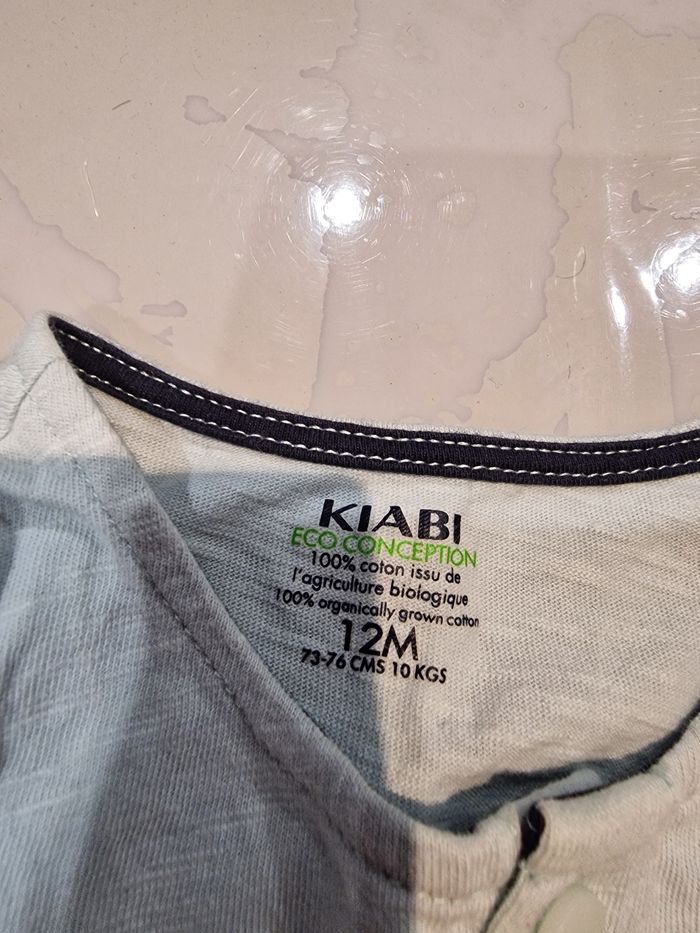 KIABI
ECO CONCEPTION
100% coton issu de
l'agriculture biologique
100% organically grown cotton
12M
73-76 CMS 10 KGS